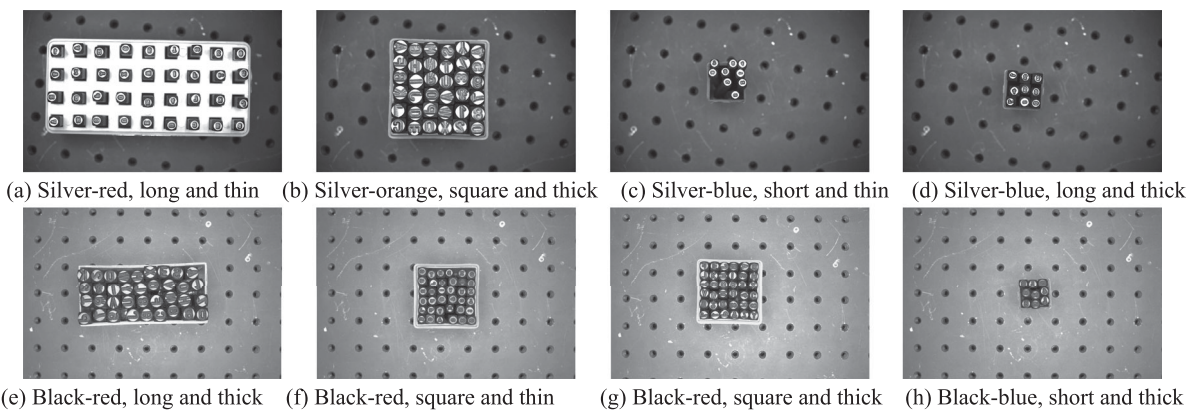 (a) Silver-red, long and thin
(b) Silver-orange, square and thick
(c) Silver-blue, short and thin
(d) Silver-blue, long and thick
(e) Black-red, long and thick
(f) Black-red, square and thin
(g) Black-red, square and thick
(h) Black-blue, short and thick